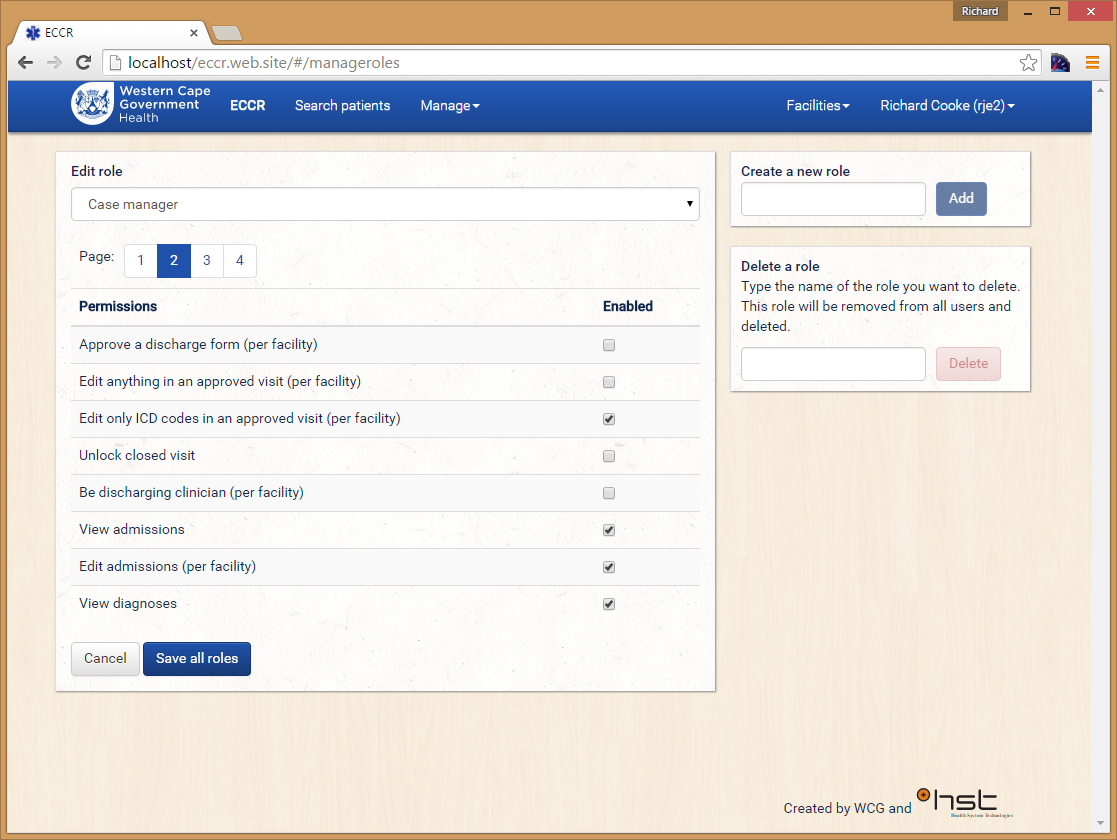 Richard
ECCR
localhost/eccr.web.site/#/manageroles
Western Cape
Government
Health
ECCR Search patients Manage Facilities Richard Cooke (rje2)
Edit role
Case manager
Page: 1 2 3 4
Permissions Enabled
Approve a discharge form (per facility)
Edit anything in an approved visit (per facility)
Edit only ICD codes in an approved visit (per facility)
Unlock closed visit
Be discharging clinician (per facility)
View admissions
Edit admissions (per facility)
View diagnoses
Cancel Save all roles
Create a new role
Add
Delete a role
Type the name of the role you want to delete.
This role will be removed from all users and
deleted.
Delete
Created by WCG and hst
Health System Technologies